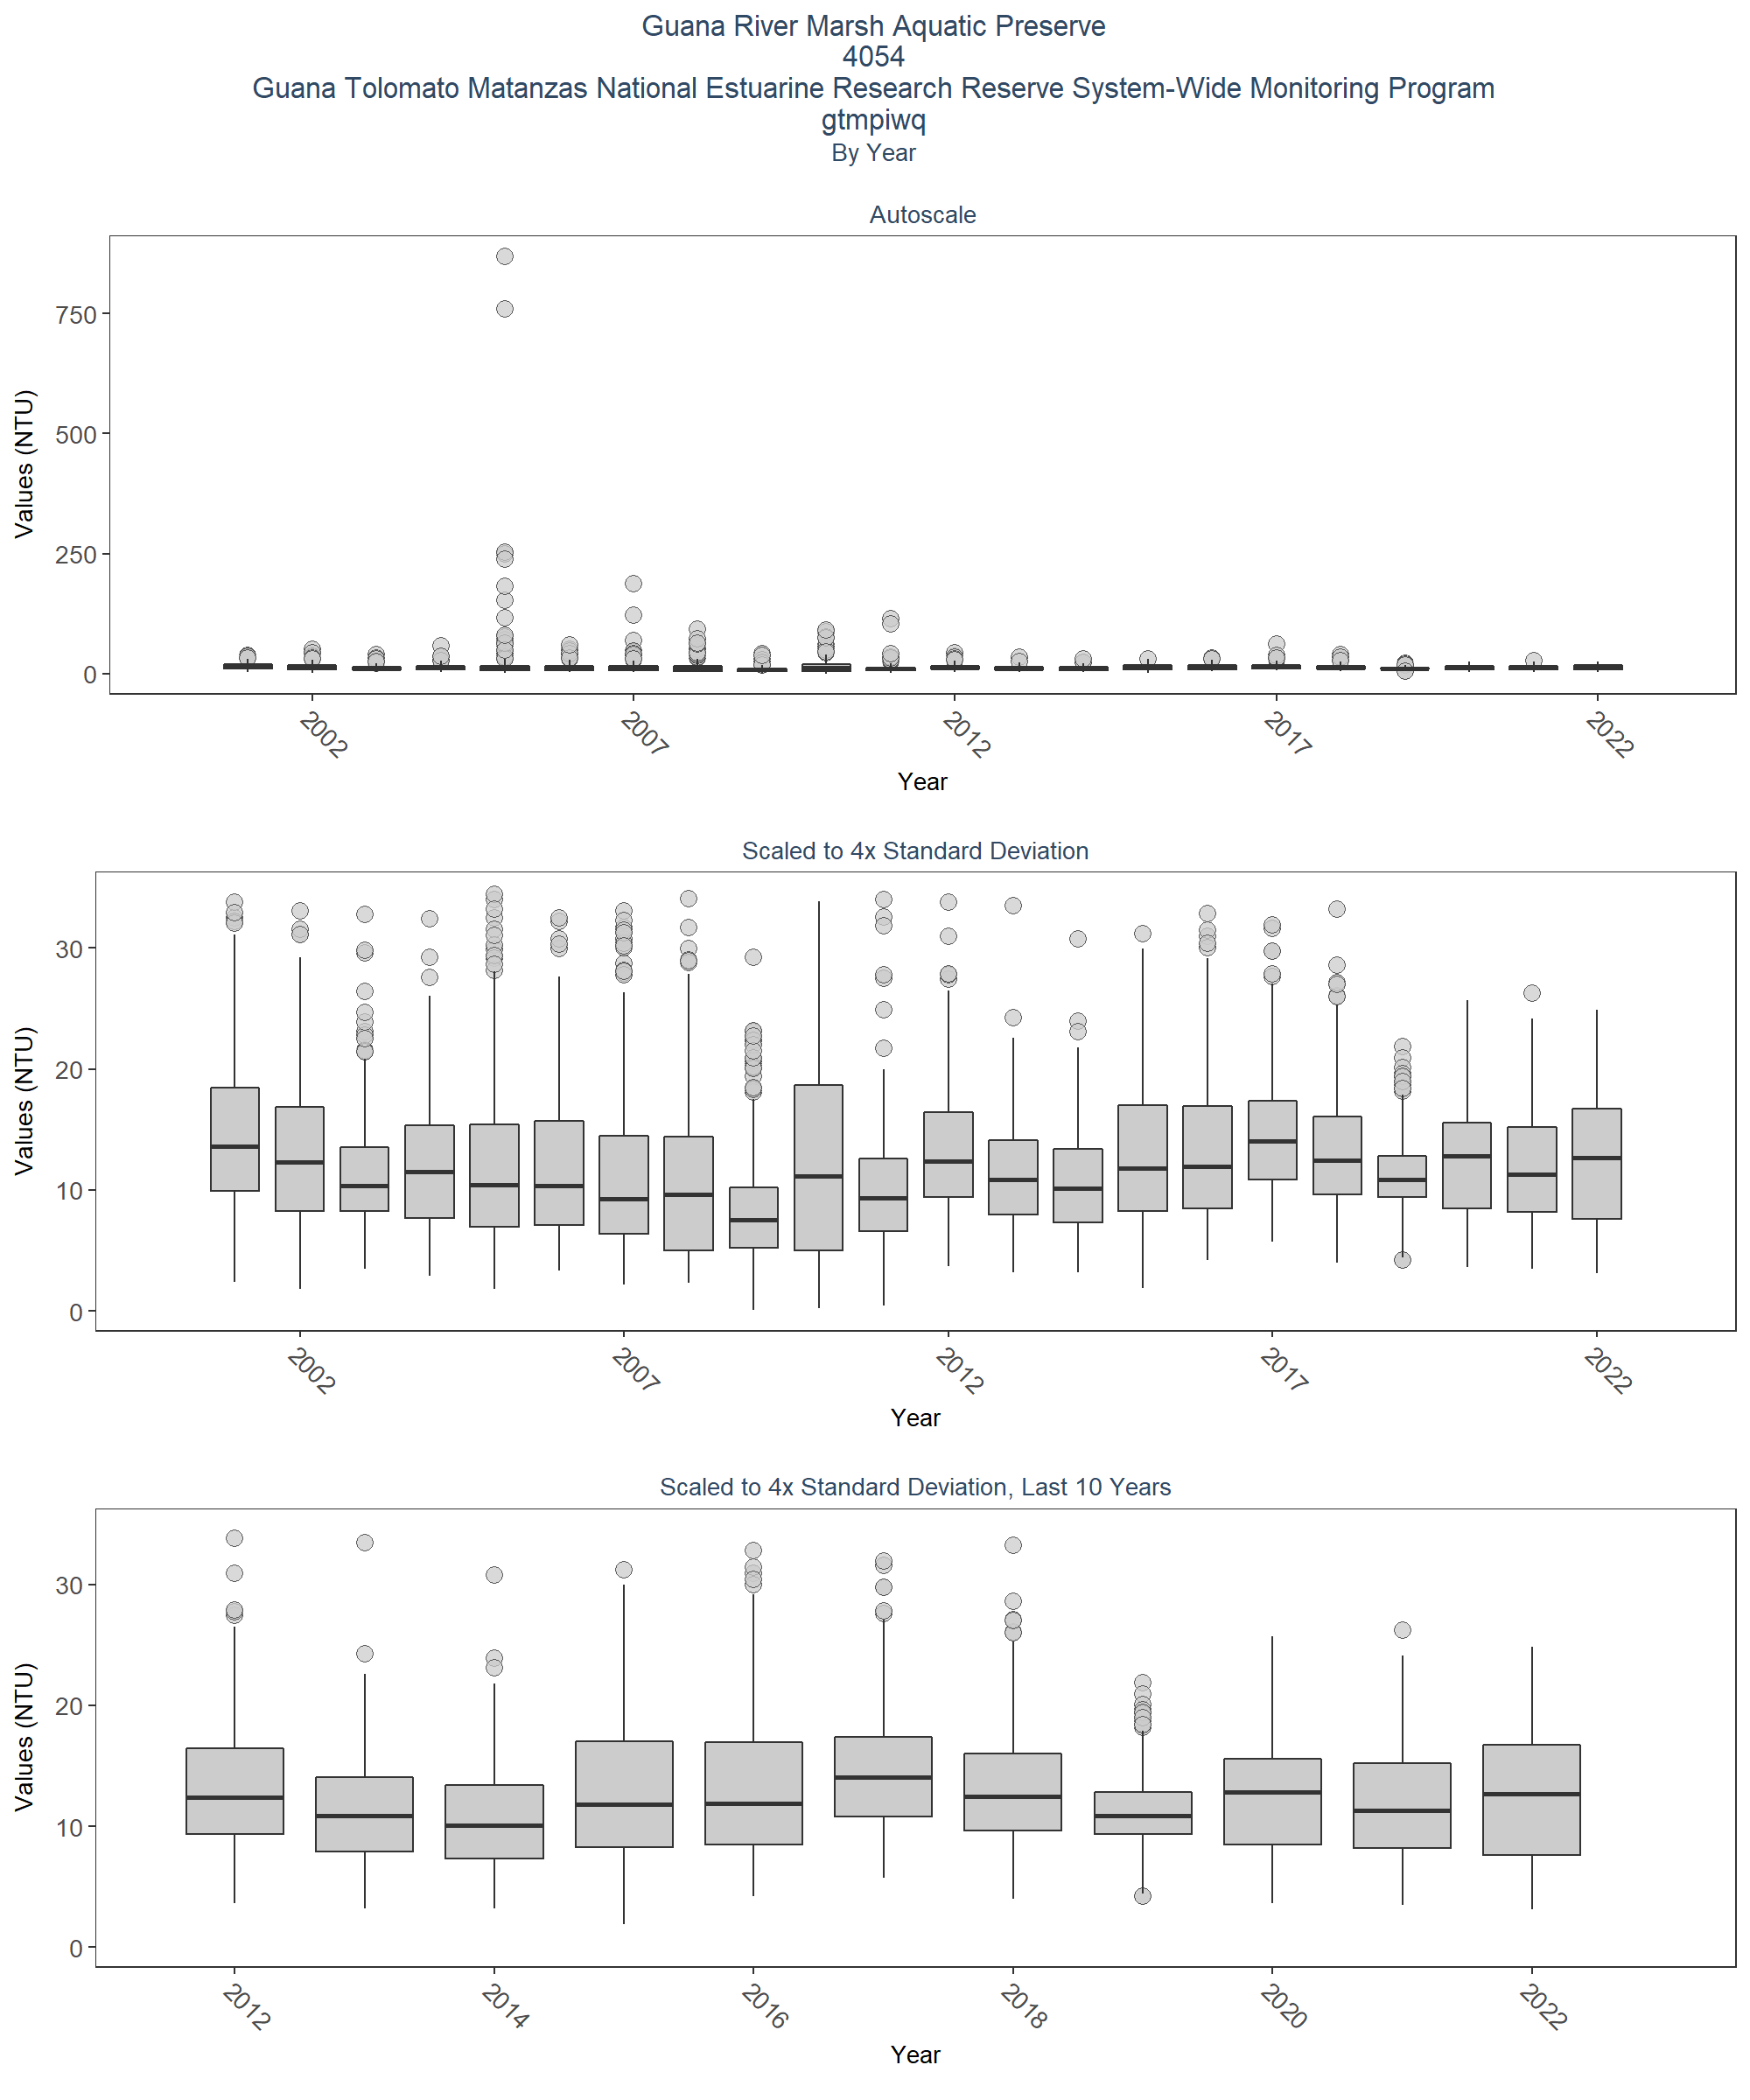 Guana River Marsh Aquatic Preserve
4054
Guana Tolomato Matanzas National Estuarine Research Reserve System-Wide Monitoring Program
gtmpiwq
By Year
Autoscale
Values (NTU)
750
500
250
0
2002 2007 2012 2017 2022
Year
Scaled to 4x Standard Deviation
Values (NTU)
30
20
10
0
2002 2007 2012 2017 2022
Year
Scaled to 4x Standard Deviation, Last 10 Years
Values (NTU)
30
20
10
0
2012 2014 2016 2018 2020 2022
Year